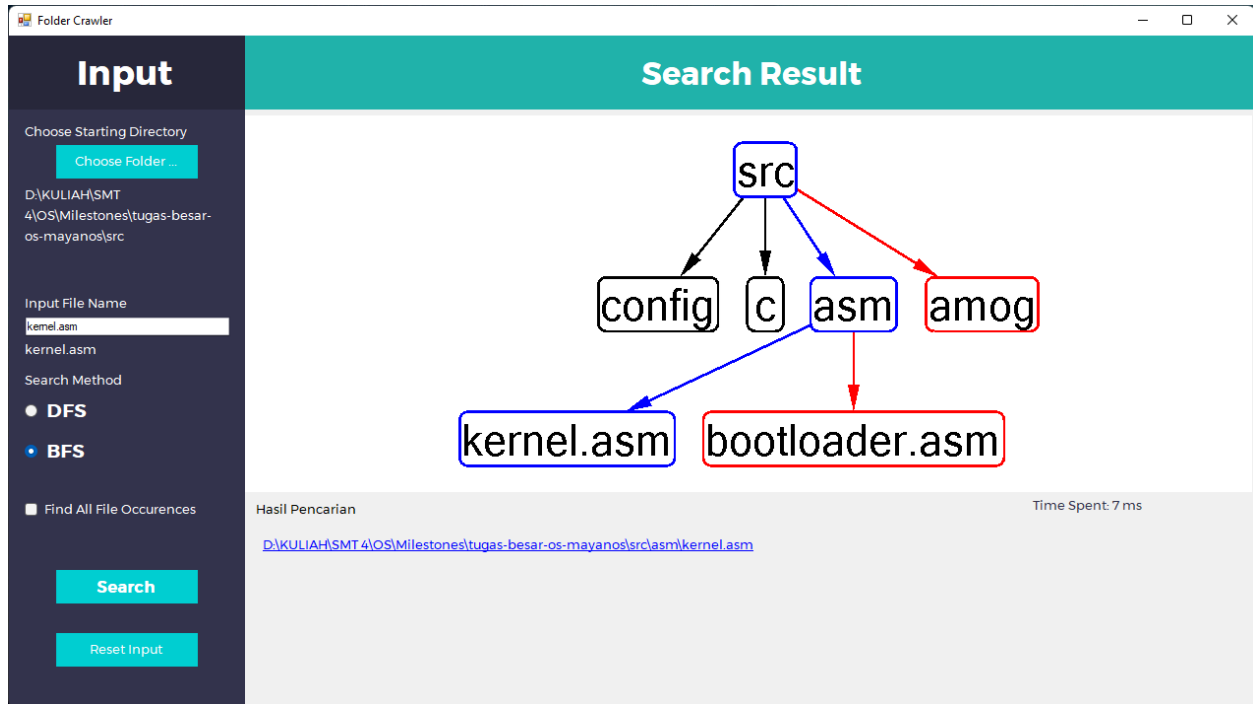 Folder Crawler
Input
Choose Starting Directory
Choose Folder ...
D:\KULIAH\SMT
4\OS\Milestones\tugas-besar-
os-mayanos\src
Input File Name
kernel.asm
kernel.asm
Search Method
DFS
BFS
Find All File Occurences
Search
Reset Input
Search Result
src
config c asm amog
kernel.asm bootloader.asm
Hasil Pencarian
Time Spent: 7 ms
D:\KULIAH\SMT 4\OS\Milestones\tugas-besar-os-mayanos\src\asm\kernel.asm